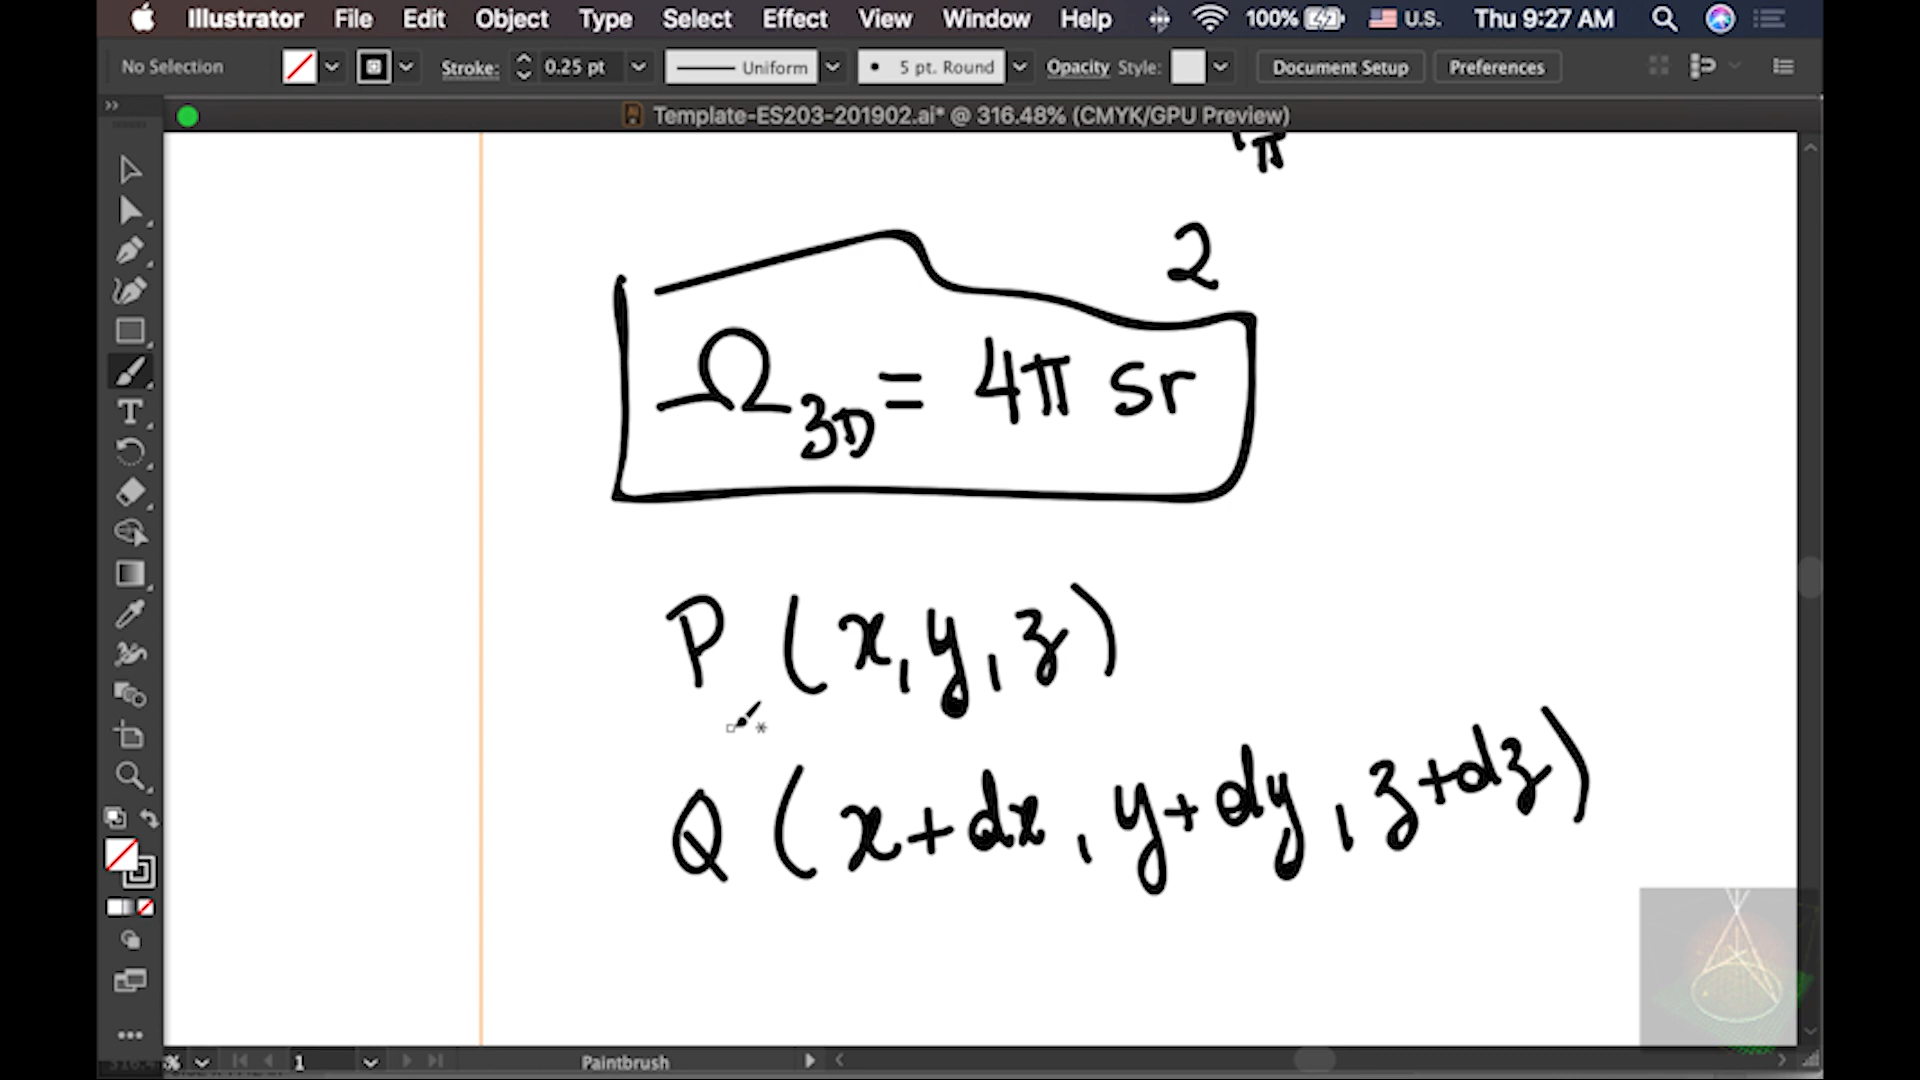 Illustrator File Edit Object Type Select Effect View Window Help 100% U.S. Thu 9:27 AM
No Selection Stroke: 0.25 pt Uniform 5 pt. Round Opacity Style: Document Setup Preferences
Template-ES203-201902.ai* @ 316.48% (CMYK/GPU Preview)
π
2
Ω3D = 4π sr
P (x, y, z)
Q (x+dx, y+dy, z+dz)
1 Paintbrush